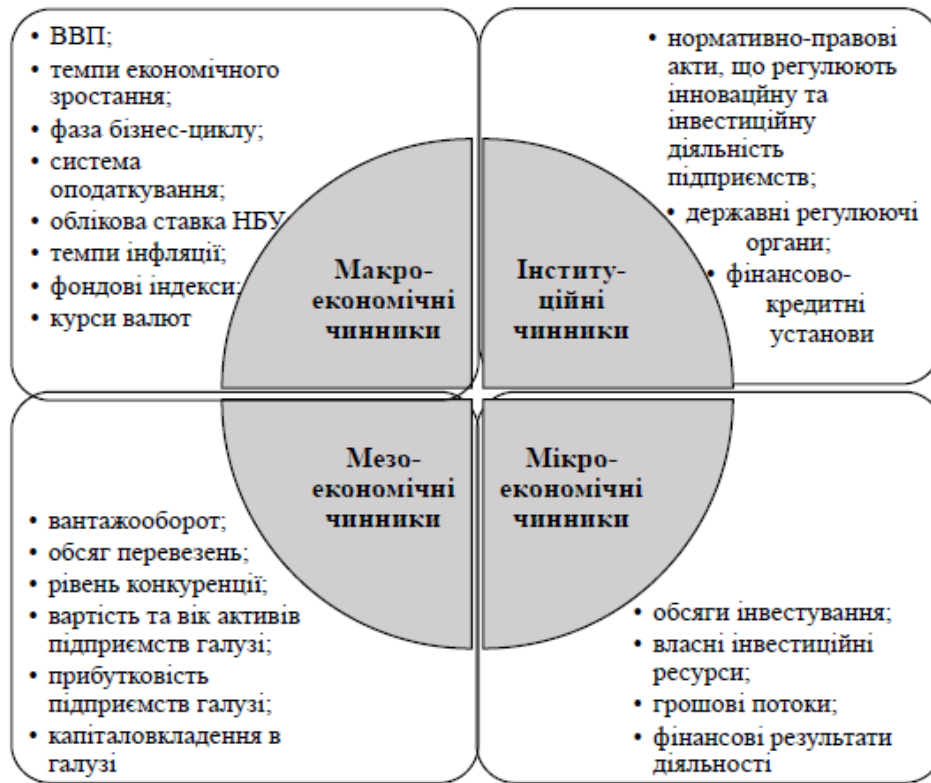 • ВВП;
• темпи економічного
зростання;
• фаза бізнес-циклу;
• система
оподаткування;
• облікова ставка НБУ
• темпи інфляції;
• фондові індекси;
• курси валют
Макро-
економічні
чинники
• нормативно-правові
акти, що регулюють
інноваційну та
інвестиційну
діяльність
підприємств;
• державні регулюючі
органи;
• фінансово-
кредитні
установи
Інститу-
ційні
чинники
Мезо-
економічні
чинники
• вантажооборот;
• обсяг перевезень;
• рівень конкуренції;
• вартість та вік активів
підприємств галузі;
• прибутковість
підприємств галузі;
• капіталовкладення в
галузі
Мікро-
економічні
чинники
• обсяги інвестування;
• власні інвестиційні
ресурси;
• грошові потоки;
• фінансові результати
діяльності